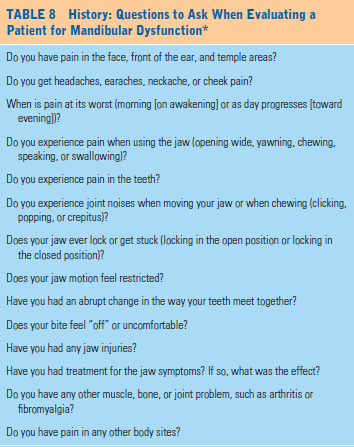 TABLE 8 History: Questions to Ask When Evaluating a
Patient for Mandibular Dysfunction*
Do you have pain in the face, front of the ear, and temple areas?
Do you get headaches, earaches, neckache, or cheek pain?
When is pain at its worst (morning [on awakening] or as day progresses [toward
evening])?
Do you experience pain when using the jaw (opening wide, yawning, chewing,
speaking, or swallowing)?
Do you experience pain in the teeth?
Do you experience joint noises when moving your jaw or when chewing (clicking,
popping, or crepitus)?
Does your jaw ever lock or get stuck (locking in the open position or locking in
the closed position)?
Does your jaw motion feel restricted?
Have you had an abrupt change in the way your teeth meet together?
Does your bite feel "off" or uncomfortable?
Have you had any jaw injuries?
Have you had treatment for the jaw symptoms? If so, what was the effect?
Do you have any other muscle, bone, or joint problem, such as arthritis or
fibromyalgia?
Do you have pain in any other body sites?